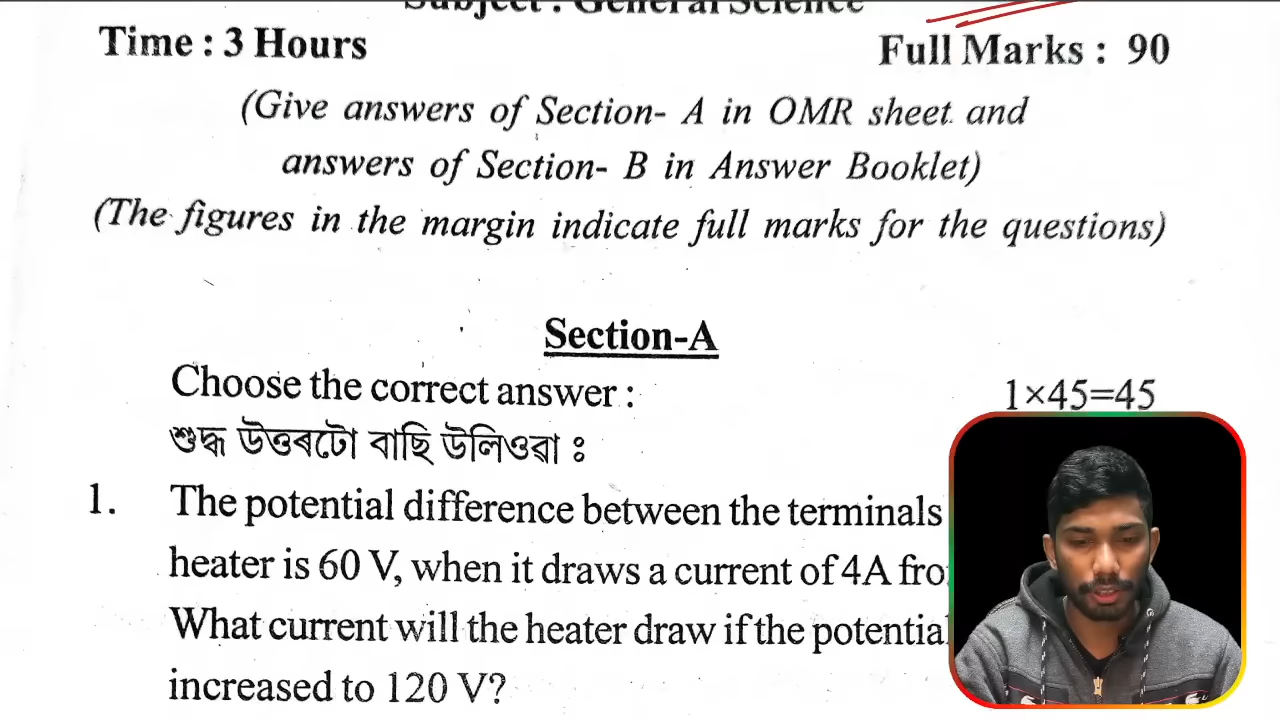 Subject : General Science
Time : 3 Hours
Full Marks : 90
(Give answers of Section- A in OMR sheet and
answers of Section- B in Answer Booklet)
(The figures in the margin indicate full marks for the questions)
Section-A
Choose the correct answer :
1×45=45
শুদ্ধ উত্তৰটো বাছি উলিওৱা ঃ
1. The potential difference between the terminals
heater is 60 V, when it draws a current of 4A
What current will the heater draw if the
increased to 120 V?